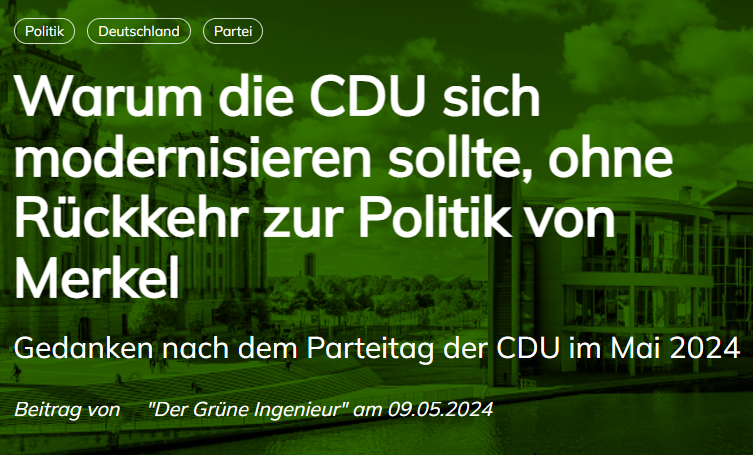 Politik Deutschland Partei
Warum die CDU sich
modernisieren sollte, ohne
Rückkehr zur Politik von
Merkel
Gedanken nach dem Parteitag der CDU im Mai 2024
Beitrag von "Der Grüne Ingenieur" am 09.05.2024